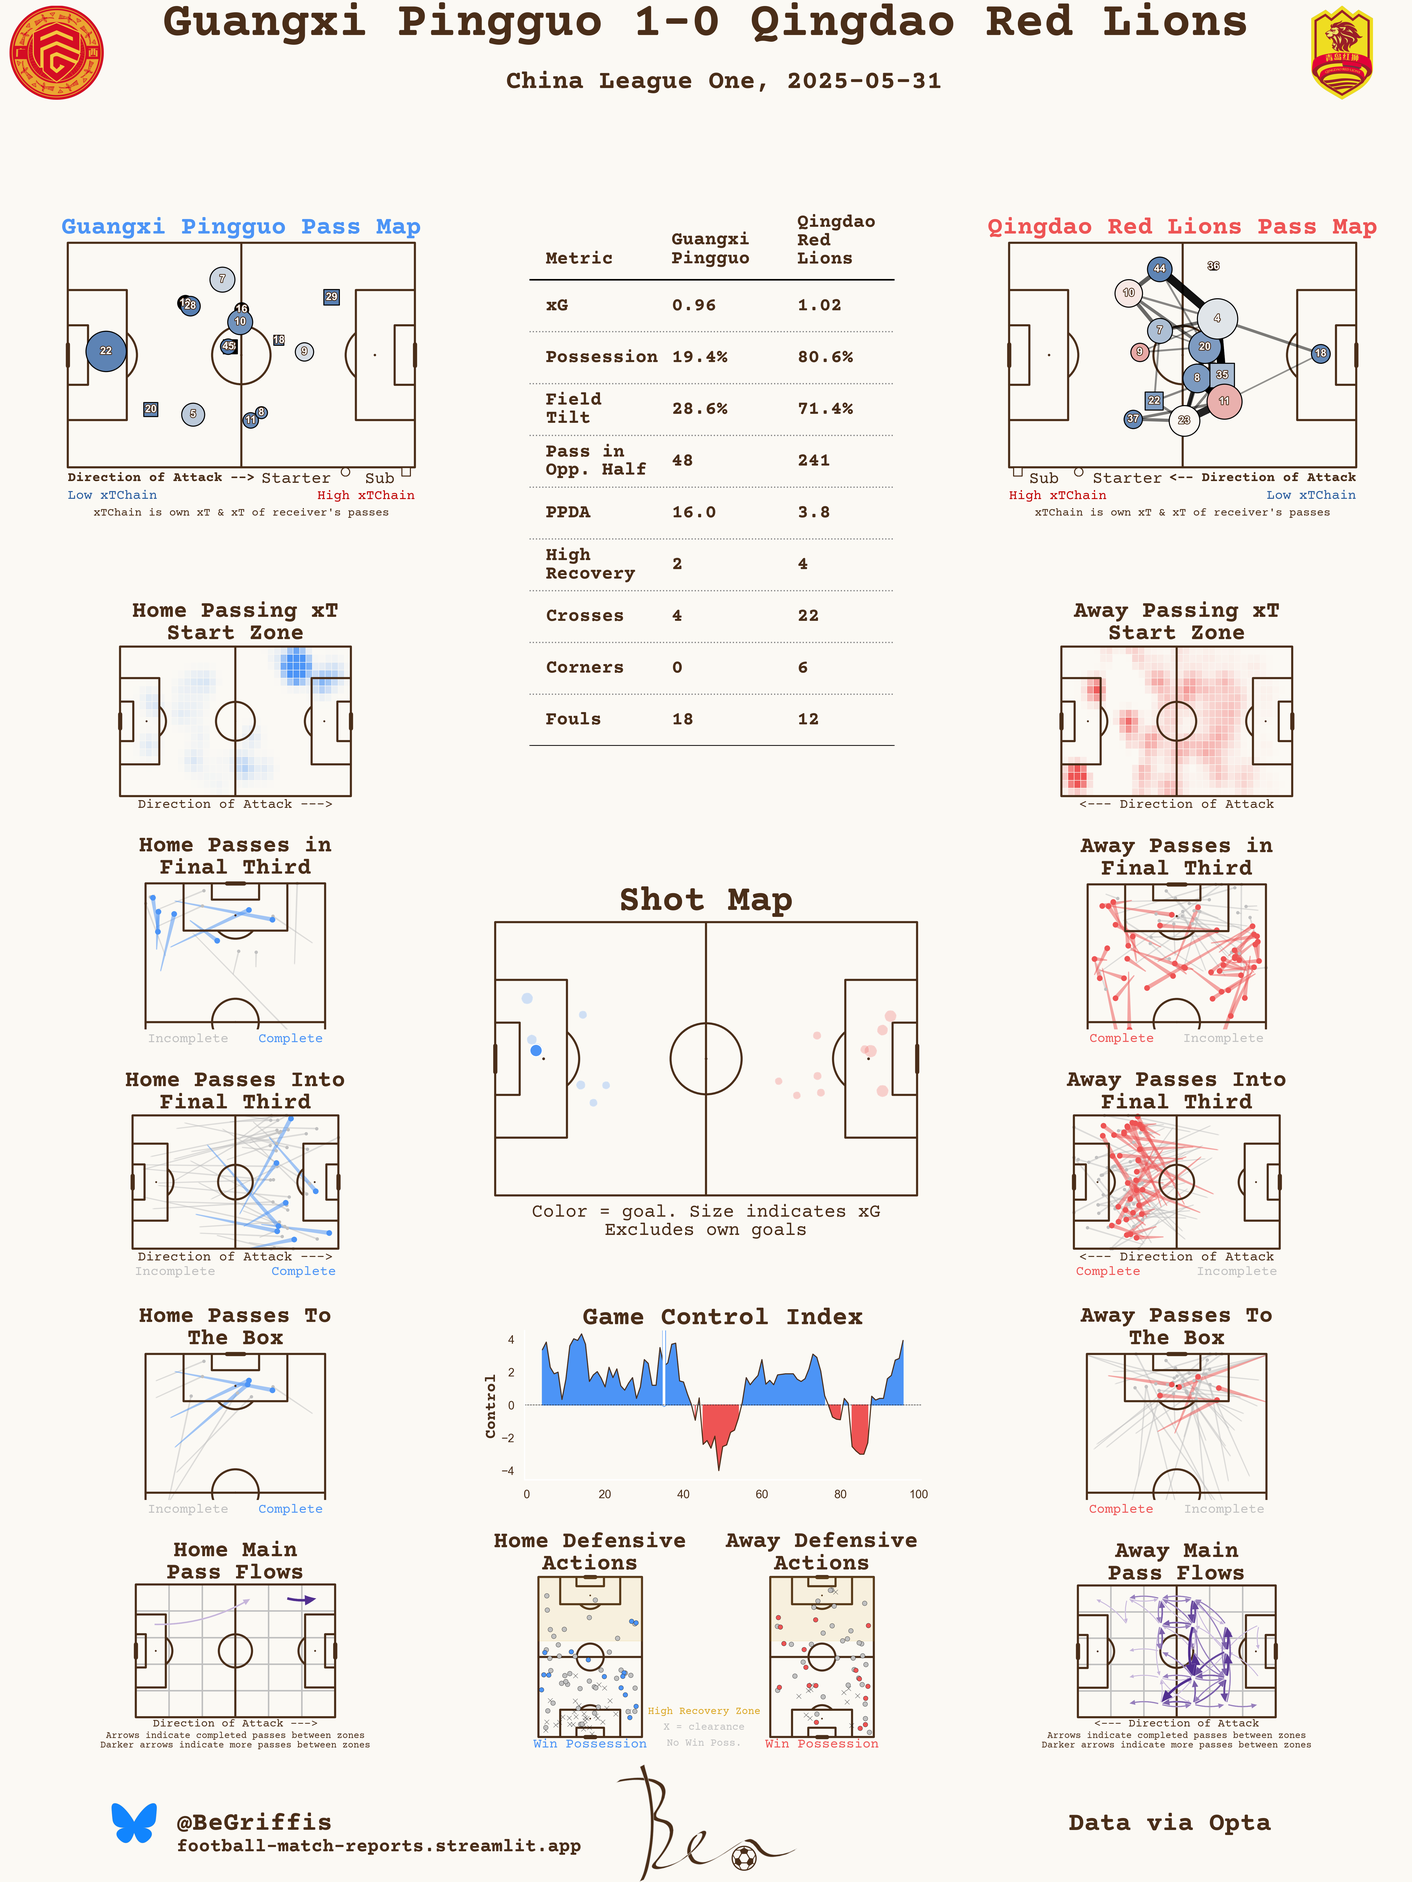 Guangxi Pingguo 1-0 Qingdao Red Lions
China League One, 2025-05-31
广 西
青岛红狮
Guangxi Pingguo Pass Map
7
28
16
10
29
22
45
18
9
20
5
11
8
Direction of Attack --> Starter Sub
Low xTChain High xTChain
xTChain is own xT & xT of receiver's passes
Metric Guangxi Pingguo Qingdao Red Lions
xG 0.96 1.02
Possession 19.4% 80.6%
Field Tilt 28.6% 71.4%
Pass in Opp. Half 48 241
PPDA 16.0 3.8
High Recovery 2 4
Crosses 4 22
Corners 0 6
Fouls 18 12
Qingdao Red Lions Pass Map
44
36
10
4
7
9
20
18
8
35
22
11
37
23
Sub Starter <-- Direction of Attack
High xTChain Low xTChain
xTChain is own xT & xT of receiver's passes
Home Passing xT
Start Zone
Direction of Attack --->
Away Passing xT
Start Zone
<--- Direction of Attack
Home Passes in
Final Third
Incomplete Complete
Away Passes in
Final Third
Complete Incomplete
Shot Map
Color = goal. Size indicates xG
Excludes own goals
Home Passes Into
Final Third
Direction of Attack --->
Incomplete Complete
Away Passes Into
Final Third
<--- Direction of Attack
Complete Incomplete
Home Passes To
The Box
Incomplete Complete
Game Control Index
Control
4
2
0
−2
−4
0 20 40 60 80 100
Away Passes To
The Box
Complete Incomplete
Home Main
Pass Flows
Direction of Attack --->
Arrows indicate completed passes between zones
Darker arrows indicate more passes between zones
Home Defensive
Actions
Win Possession
Away Defensive
Actions
Win Possession
High Recovery Zone
X = clearance
No Win Poss.
Away Main
Pass Flows
<--- Direction of Attack
Arrows indicate completed passes between zones
Darker arrows indicate more passes between zones
@BeGriffis
football-match-reports.streamlit.app
Ben
Data via Opta